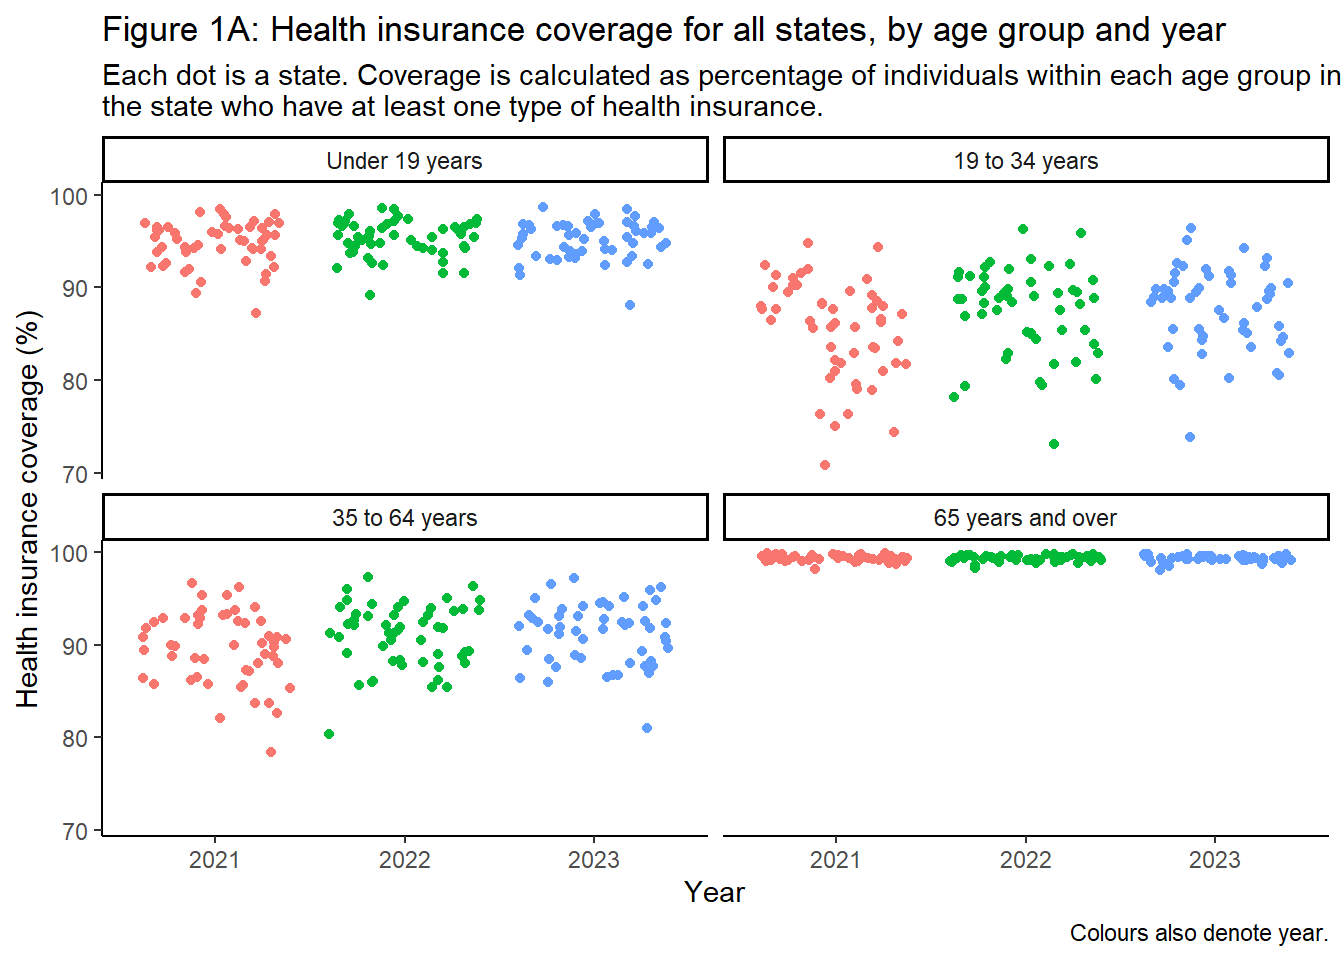 Figure 1A: Health insurance coverage for all states, by age group and year
Each dot is a state. Coverage is calculated as percentage of individuals within each age group in
the state who have at least one type of health insurance.
Under 19 years
19 to 34 years
100
90
80
70
35 to 64 years
65 years and over
100
90
80
70
Health insurance coverage (%)
2021
2022
2023
2021
2022
2023
Year
Colours also denote year.